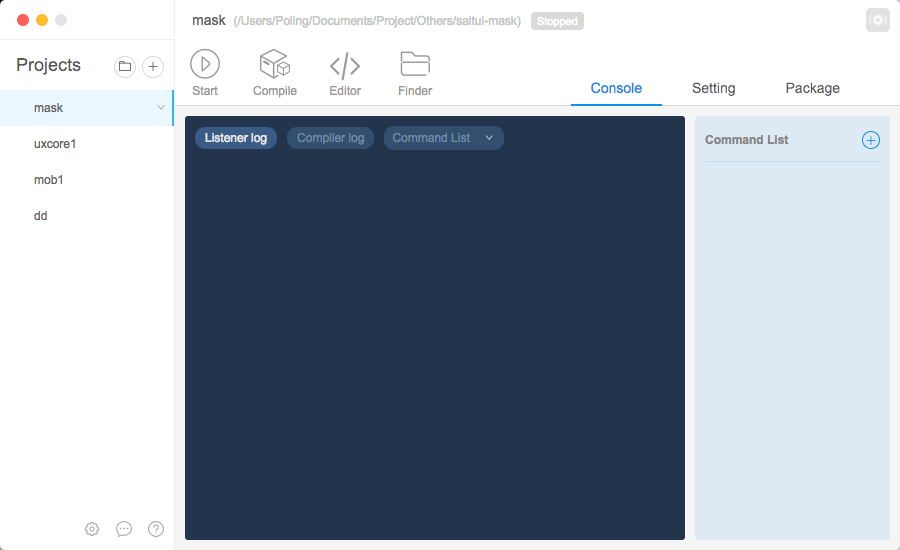 mask (/Users/Poling/Documents/Project/Others/saltui-mask) Stopped
Projects
Start Compile Editor Finder
Console Setting Package
mask
uxcore1
mob1
dd
Listener log Compiler log Command List
Command List